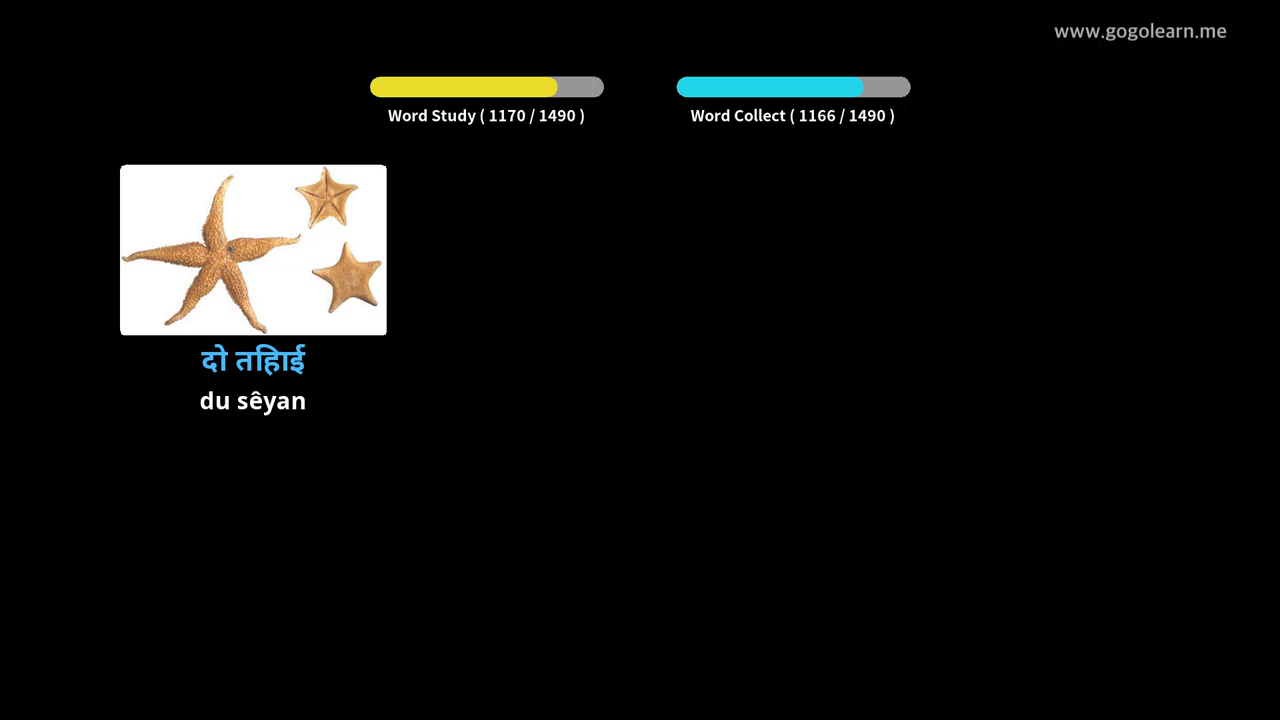 www.gogolearn.me
Word Study ( 1170 / 1490 )
Word Collect ( 1166 / 1490 )
दो तिहाई
du sêyan